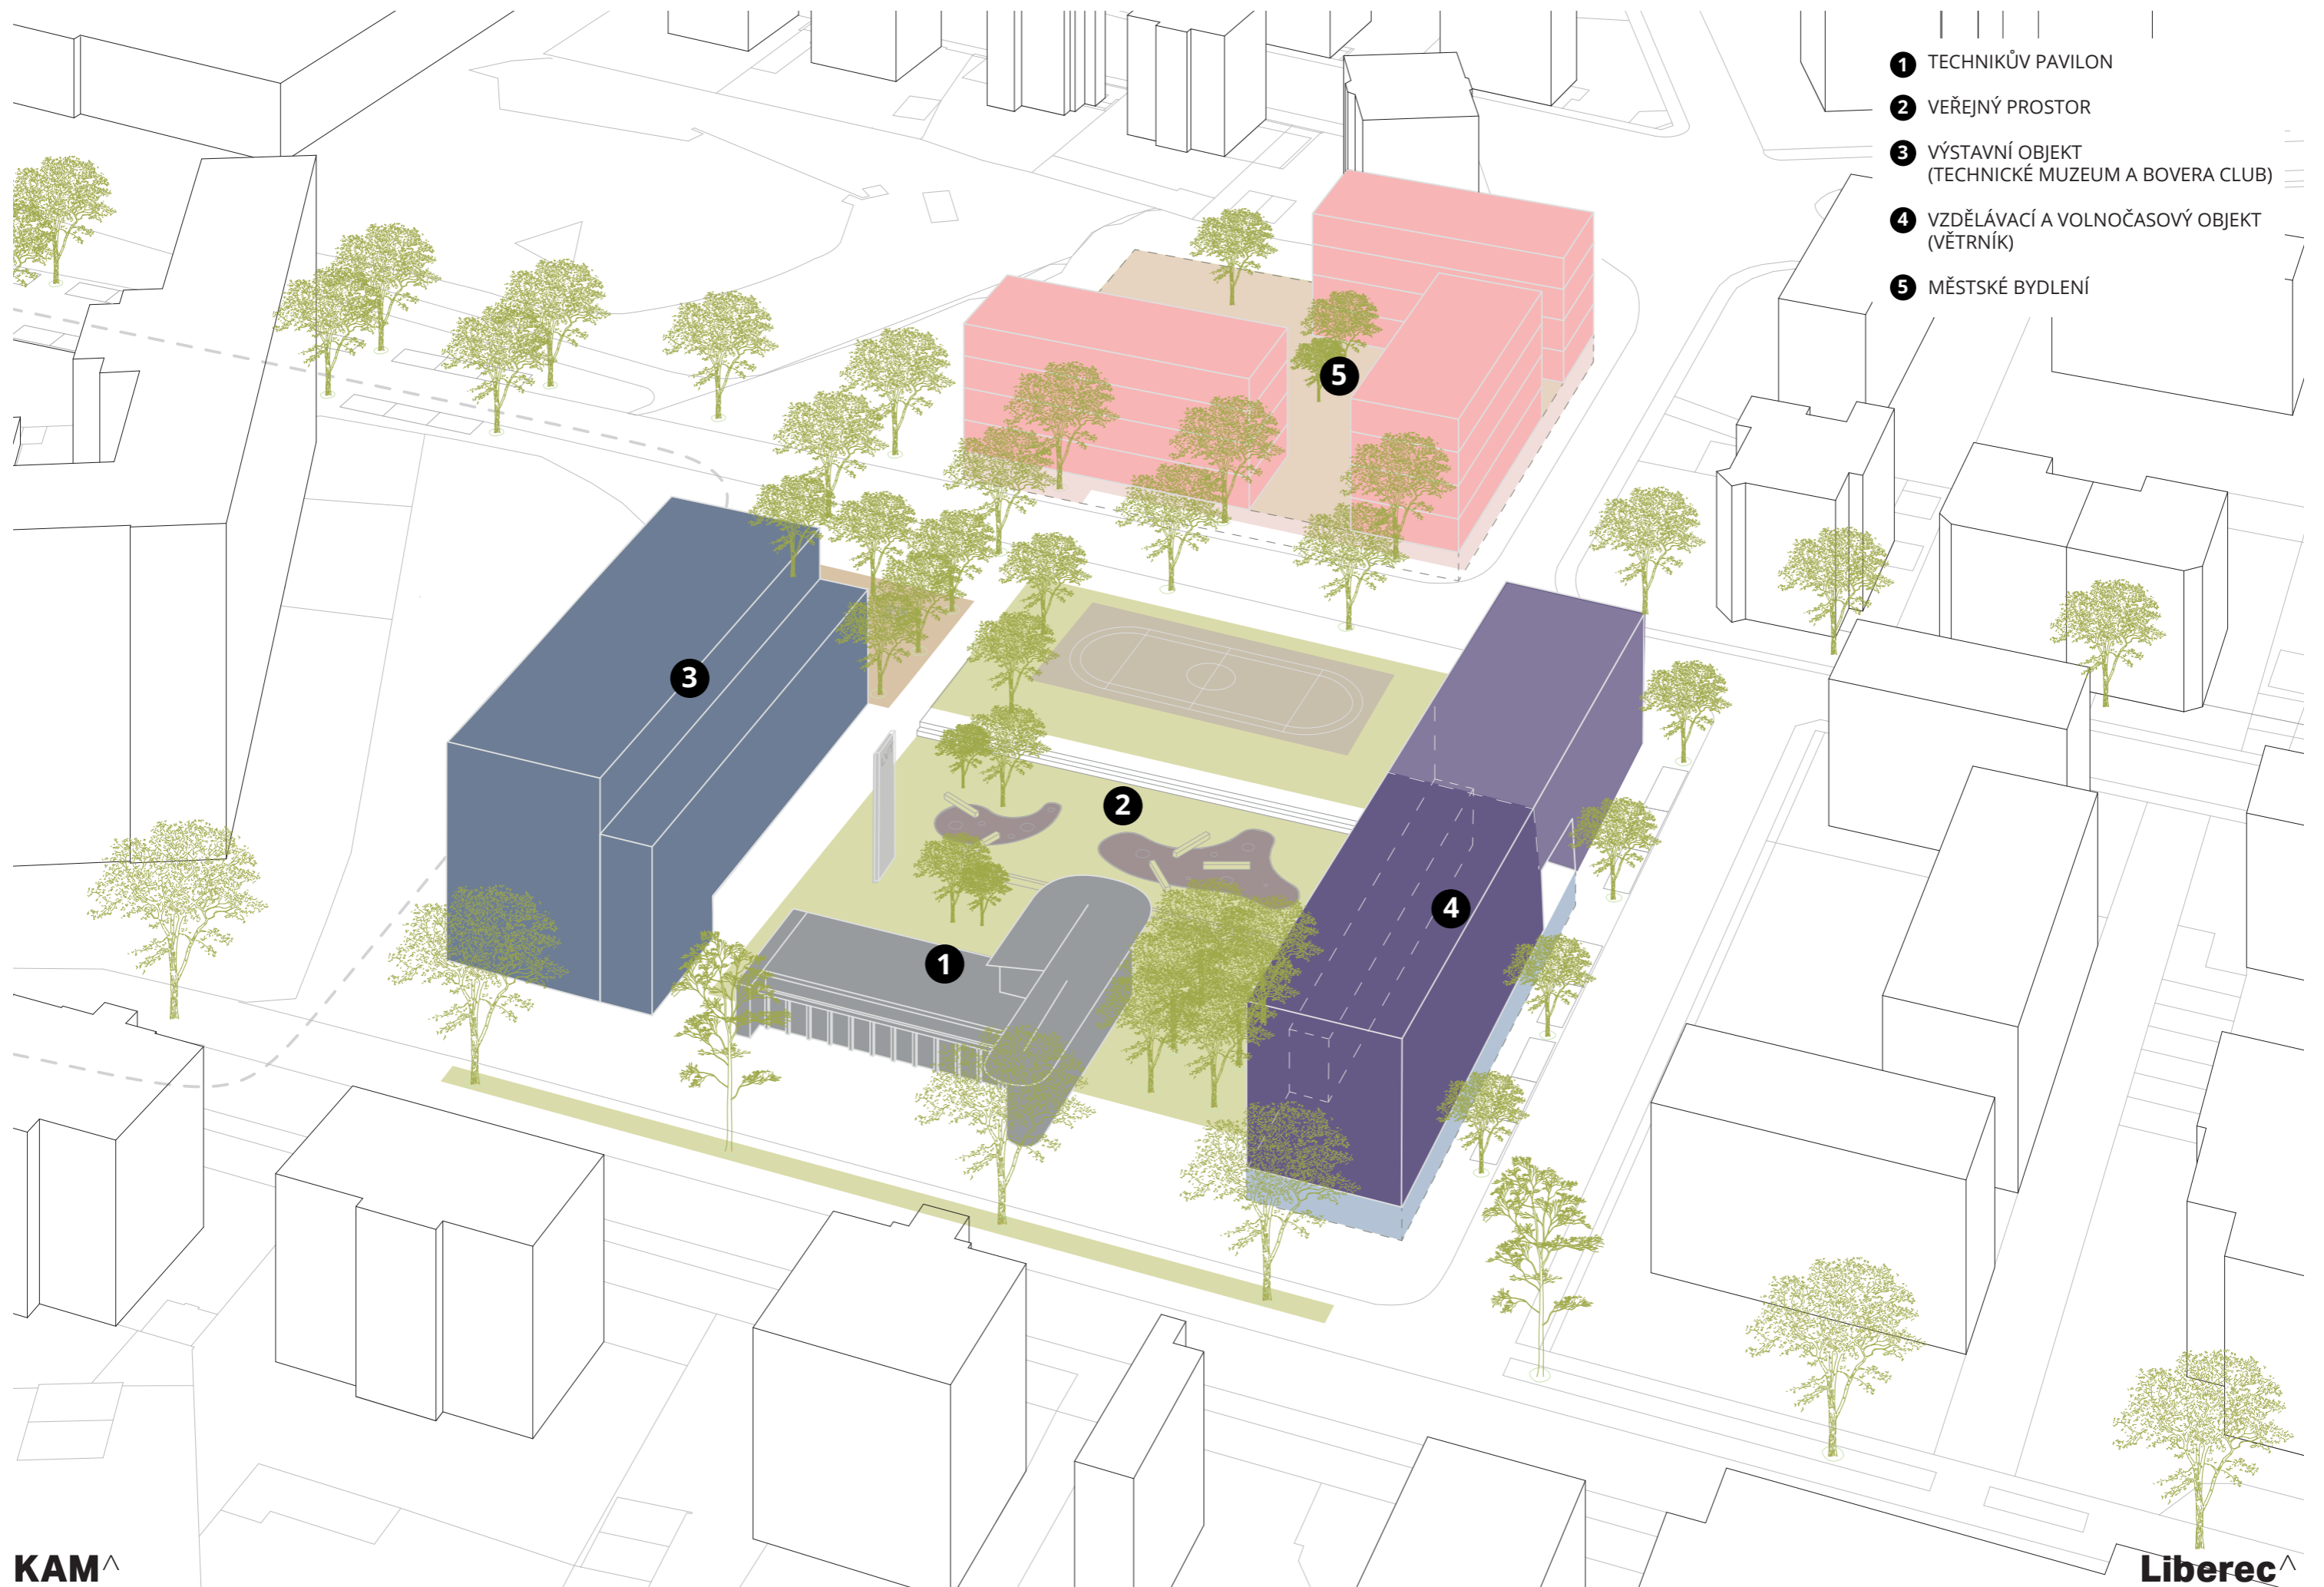 1 TECHNIKŮV PAVILON
2 VEŘEJNÝ PROSTOR
3 VÝSTAVNÍ OBJEKT
(TECHNICKÉ MUZEUM A BOVERA CLUB)
4 VZDĚLÁVACÍ A VOLNOČASOVÝ OBJEKT
(VĚTRNÍK)
5 MĚSTSKÉ BYDLENÍ
5
3
2
4
1
KAM^
Liberec^